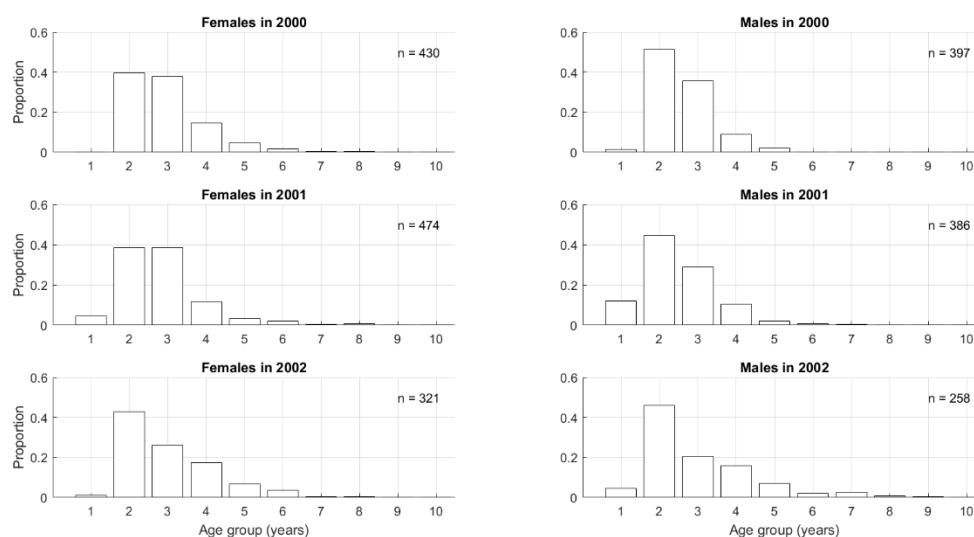 Females in 2000
0.6
0.4
0.2
0
Proportion
n = 430
1 2 3 4 5 6 7 8 9 10
Males in 2000
0.6
0.4
0.2
0
n = 397
1 2 3 4 5 6 7 8 9 10
Females in 2001
0.6
0.4
0.2
0
Proportion
n = 474
1 2 3 4 5 6 7 8 9 10
Males in 2001
0.6
0.4
0.2
0
n = 386
1 2 3 4 5 6 7 8 9 10
Females in 2002
0.6
0.4
0.2
0
Proportion
n = 321
1 2 3 4 5 6 7 8 9 10
Age group (years)
Males in 2002
0.6
0.4
0.2
0
n = 258
1 2 3 4 5 6 7 8 9 10
Age group (years)